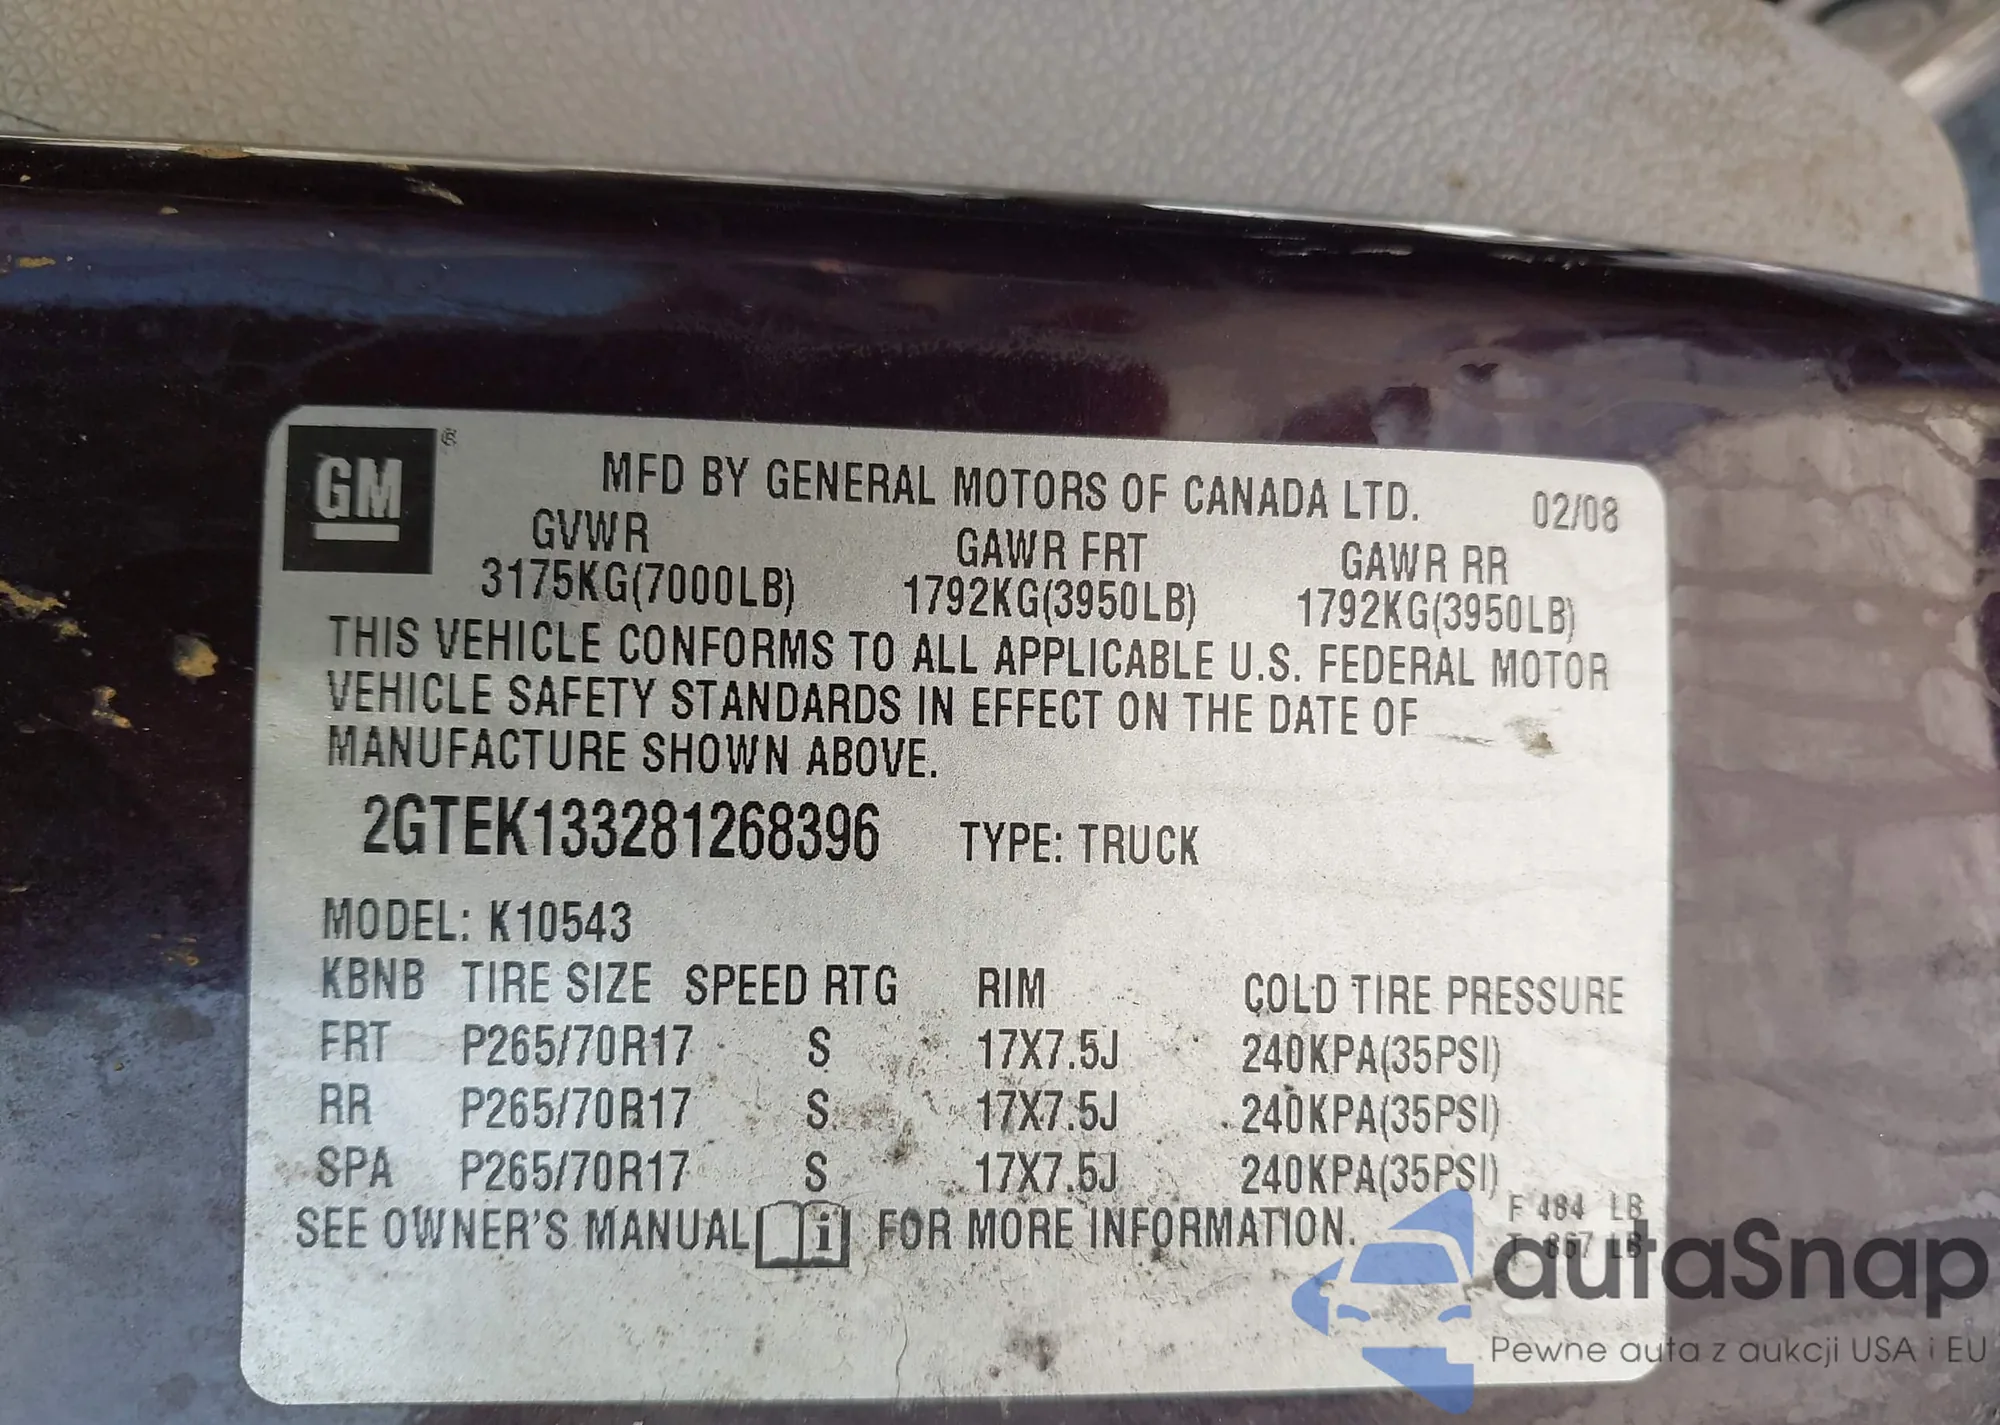 GM ®
MFD BY GENERAL MOTORS OF CANADA LTD. 02/08
GVWR GAWR FRT GAWR RR
3175KG(7000LB) 1792KG(3950LB) 1792KG(3950LB)
THIS VEHICLE CONFORMS TO ALL APPLICABLE U.S. FEDERAL MOTOR
VEHICLE SAFETY STANDARDS IN EFFECT ON THE DATE OF
MANUFACTURE SHOWN ABOVE.
2GTEK133281268396 TYPE: TRUCK
MODEL: K10543
KBNB TIRE SIZE SPEED RTG RIM COLD TIRE PRESSURE
FRT P265/70R17 S 17X7.5J 240KPA(35PSI)
RR P265/70R17 S 17X7.5J 240KPA(35PSI)
SPA P265/70R17 S 17X7.5J 240KPA(35PSI)
F 484 LB
SEE OWNER'S MANUAL i FOR MORE INFORMATION.
autaSnap
Pewne auta z aukcji USA i EU